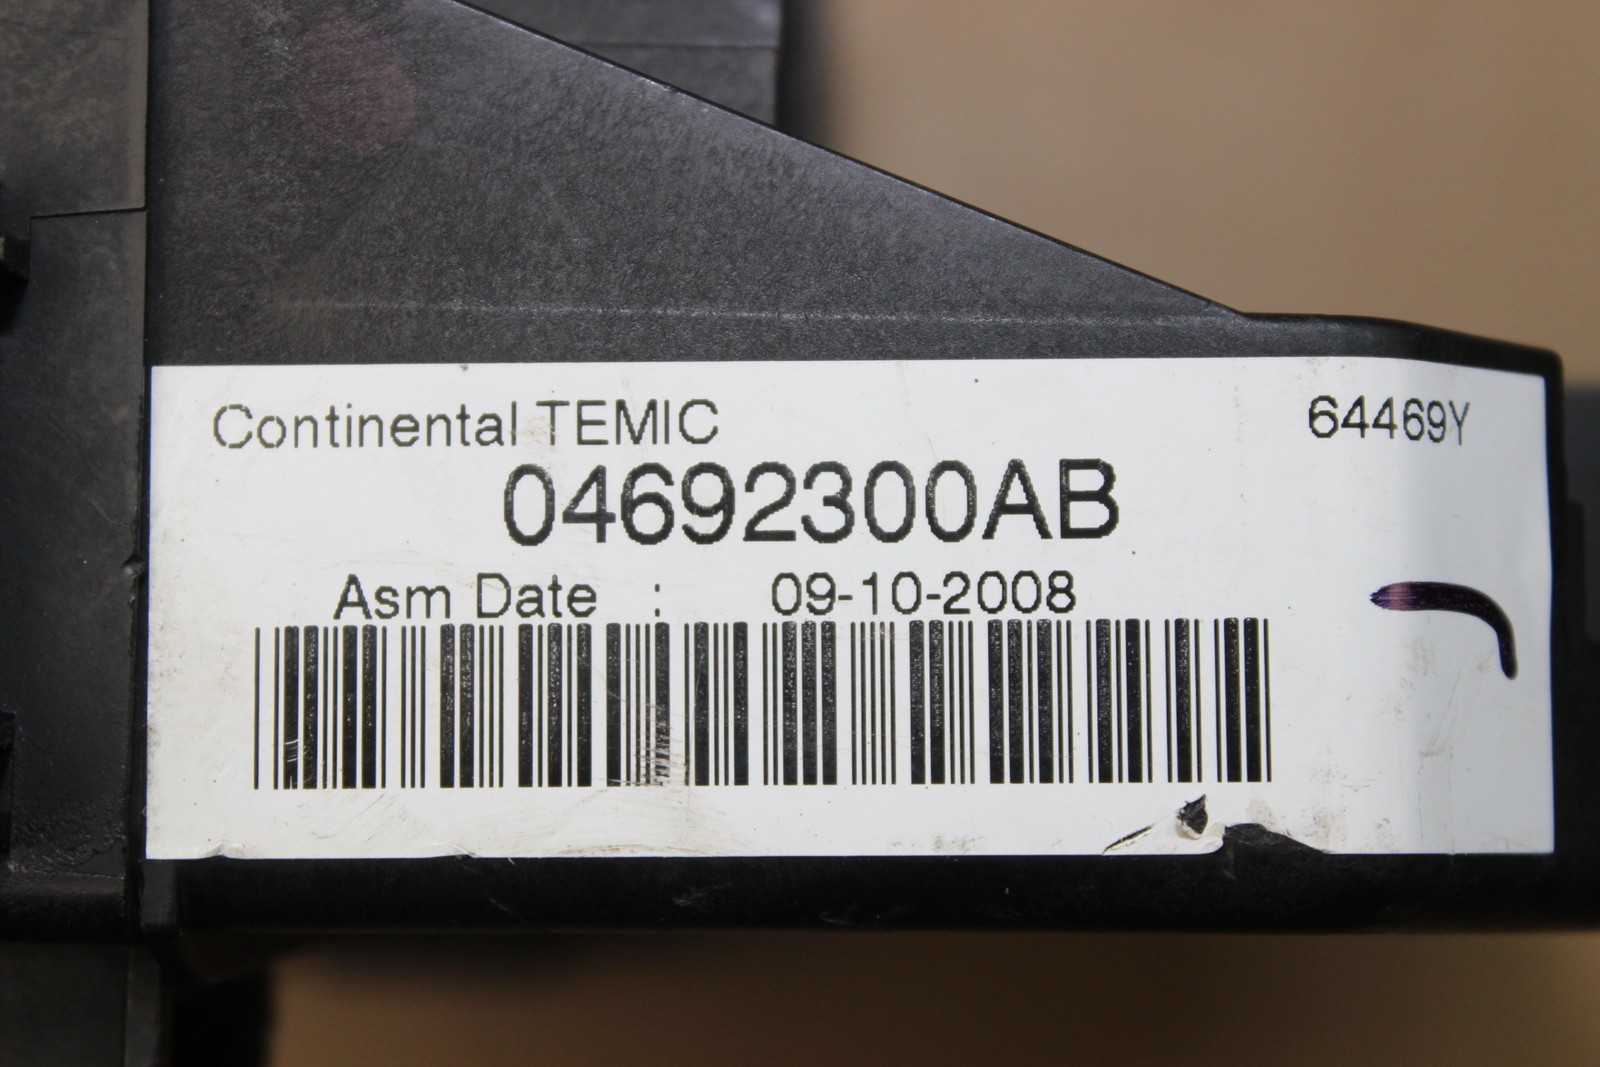 Continental TEMIC 64469Y
04692300AB
Asm Date : 09-10-2008